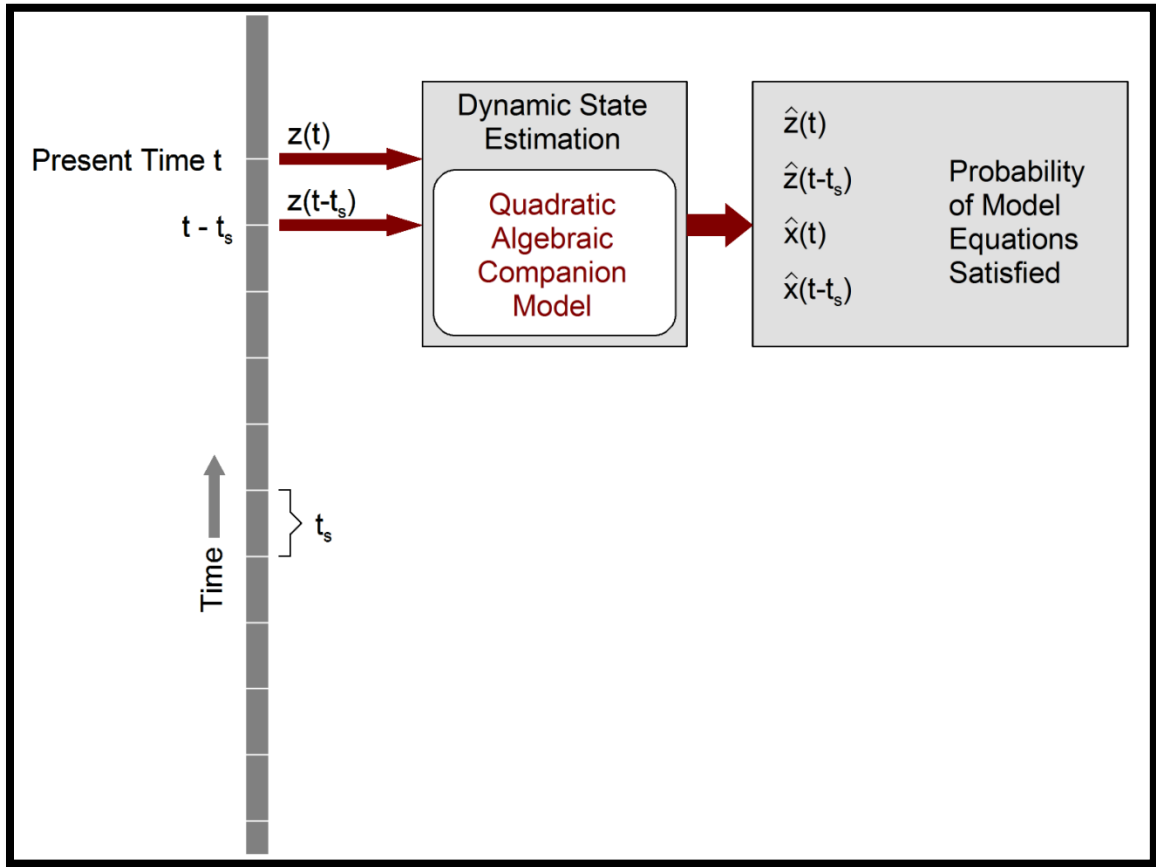 z(t)
Present Time t
z(t-tₛ)
t - tₛ
Dynamic State
Estimation
Quadratic
Algebraic
Companion
Model
ẑ(t)
ẑ(t-tₛ)
x̂(t)
x̂(t-tₛ)
Probability
of Model
Equations
Satisfied
tₛ
Time